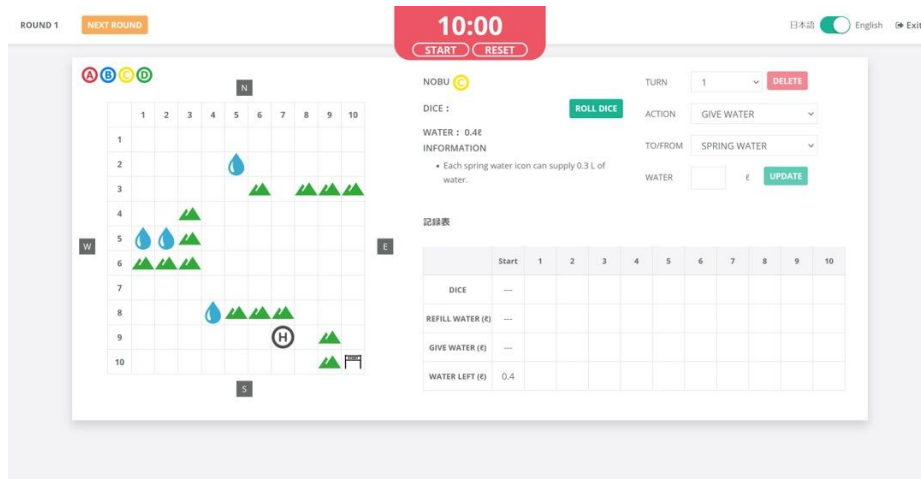 ROUND 1 NEXT ROUND 10:00 日本語 English Exit
START RESET
A B C D
N
1 2 3 4 5 6 7 8 9 10
1
2
3
4
5
W E
6
7
8
9 H
10 START
S
NOBU C
DICE : ROLL DICE
WATER : 0.4ℓ
INFORMATION
• Each spring water icon can supply 0.3 L of
water.
TURN 1 DELETE
ACTION GIVE WATER
TO/FROM SPRING WATER
WATER ℓ UPDATE
記録表
Start 1 2 3 4 5 6 7 8 9 10
DICE ---
REFILL WATER (ℓ) ---
GIVE WATER (ℓ) ---
WATER LEFT (ℓ) 0.4